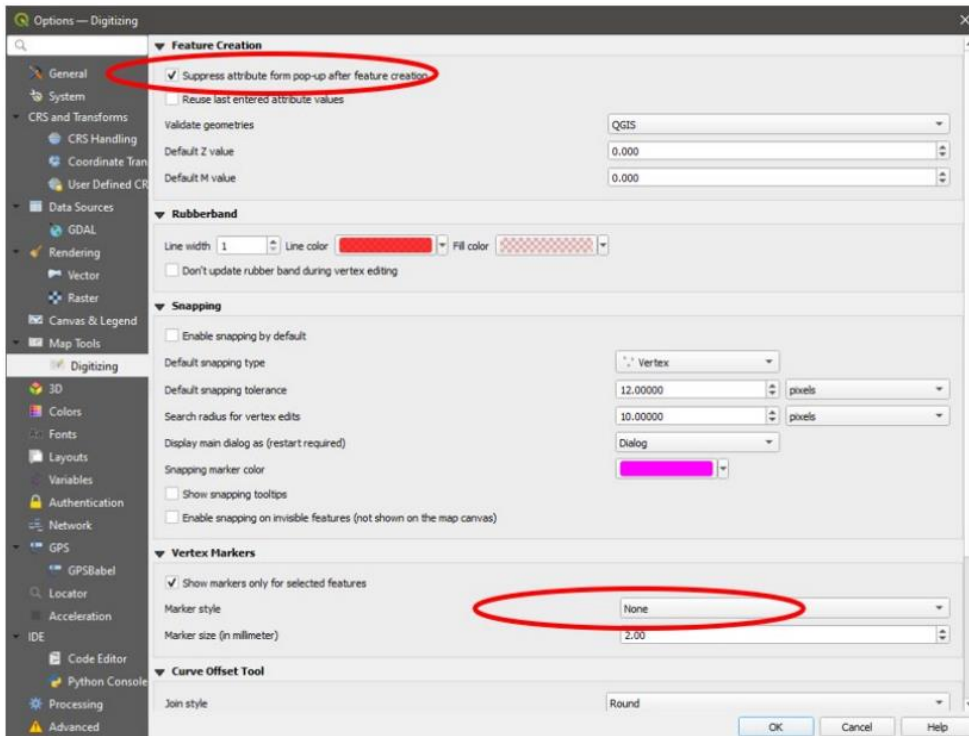 Options — Digitizing
General
System
CRS and Transforms
CRS Handling
Coordinate Tran
User Defined CR
Data Sources
GDAL
Rendering
Vector
Raster
Canvas & Legend
Map Tools
Digitizing
3D
Colors
Fonts
Layouts
Variables
Authentication
Network
GPS
GPSBabel
Locator
Acceleration
IDE
Code Editor
Python Console
Processing
Advanced
Feature Creation
Suppress attribute form pop-up after feature creation
Reuse last entered attribute values
Validate geometries QGIS
Default Z value 0.000
Default M value 0.000
Rubberband
Line width 1 Line color Fill color
Don't update rubber band during vertex editing
Snapping
Enable snapping by default
Default snapping type Vertex
Default snapping tolerance 12.00000 pixels
Search radius for vertex edits 10.00000 pixels
Display main dialog as (restart required) Dialog
Snapping marker color
Show snapping tooltips
Enable snapping on invisible features (not shown on the map canvas)
Vertex Markers
Show markers only for selected features
Marker style None
Marker size (in millimeter) 2.00
Curve Offset Tool
Join style Round
OK Cancel Help